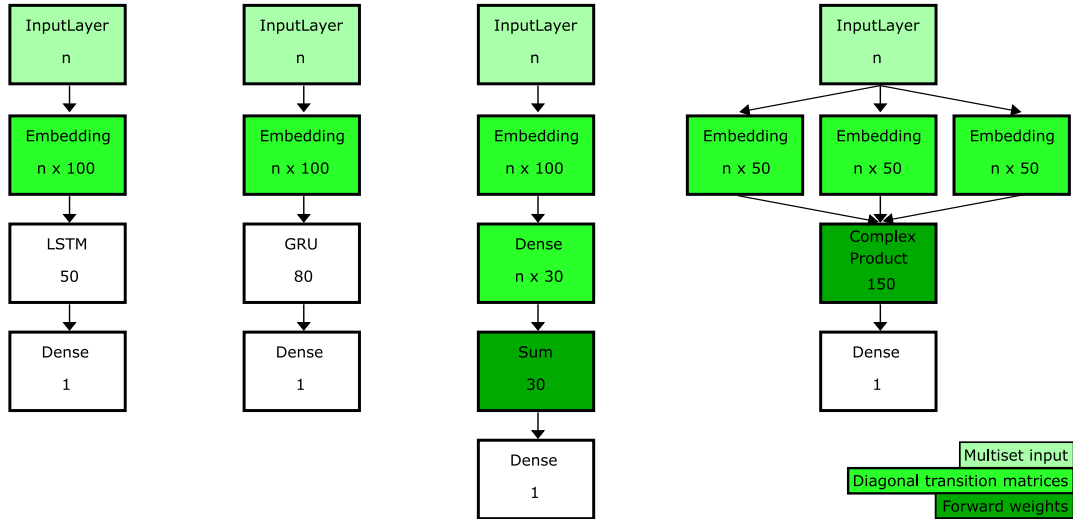 InputLayer
n
Embedding
n x 100
LSTM
50
Dense
1
InputLayer
n
Embedding
n x 100
GRU
80
Dense
1
InputLayer
n
Embedding
n x 100
Dense
n x 30
Sum
30
Dense
1
InputLayer
n
Embedding
n x 50
Embedding
n x 50
Embedding
n x 50
Complex
Product
150
Dense
1
Multiset input
Diagonal transition matrices
Forward weights